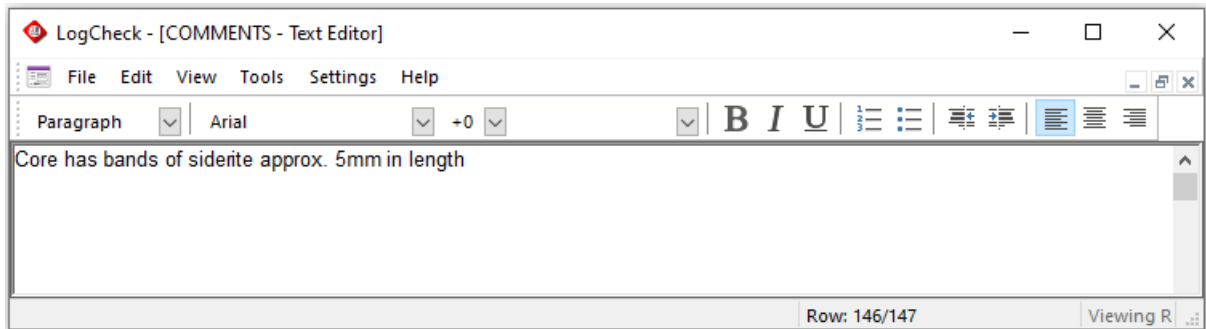 LogCheck - [COMMENTS - Text Editor]
File Edit View Tools Settings Help
Paragraph Arial +0 B I U
Core has bands of siderite approx. 5mm in length
Row: 146/147 Viewing R